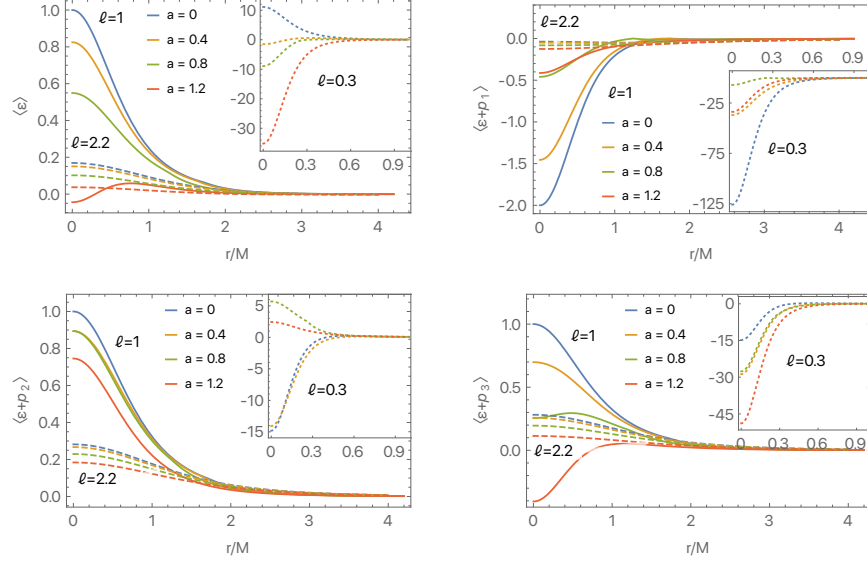 ℓ=1
a = 0
a = 0.4
a = 0.8
a = 1.2
ℓ=2.2
ℓ=0.3
10
0
-10
-20
-30
0
0.3
0.6
0.9
1.0
0.8
0.6
0.4
0.2
0.0
⟨ε⟩
0
1
2
3
4
r/M
ℓ=2.2
ℓ=1
a = 0
a = 0.4
a = 0.8
a = 1.2
0
0.3
0.6
0.9
-25
-75
-125
ℓ=0.3
0.0
-0.5
-1.0
-1.5
-2.0
⟨ε+p₁⟩
0
1
2
3
4
r/M
ℓ=1
a = 0
a = 0.4
a = 0.8
a = 1.2
ℓ=2.2
5
0
-5
-10
-15
0
0.3
0.6
0.9
ℓ=0.3
1.0
0.8
0.6
0.4
0.2
0.0
⟨ε+p₂⟩
0
1
2
3
4
r/M
ℓ=1
a = 0
a = 0.4
a = 0.8
a = 1.2
ℓ=2.2
0
-15
-30
-45
0
0.3
0.6
0.9
ℓ=0.3
1.0
0.5
0.0
⟨ε+p₃⟩
0
1
2
3
4
r/M